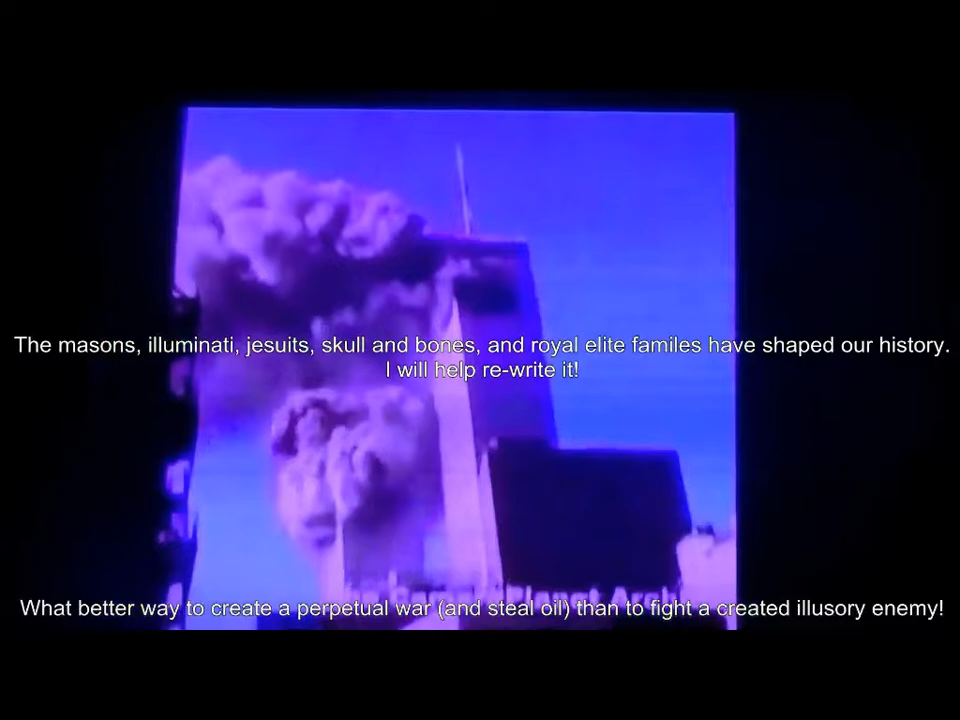 The masons, illuminati, jesuits, skull and bones, and royal elite familes have shaped our history.
I will help re-write it!
What better way to create a perpetual war (and steal oil) than to fight a created illusory enemy!